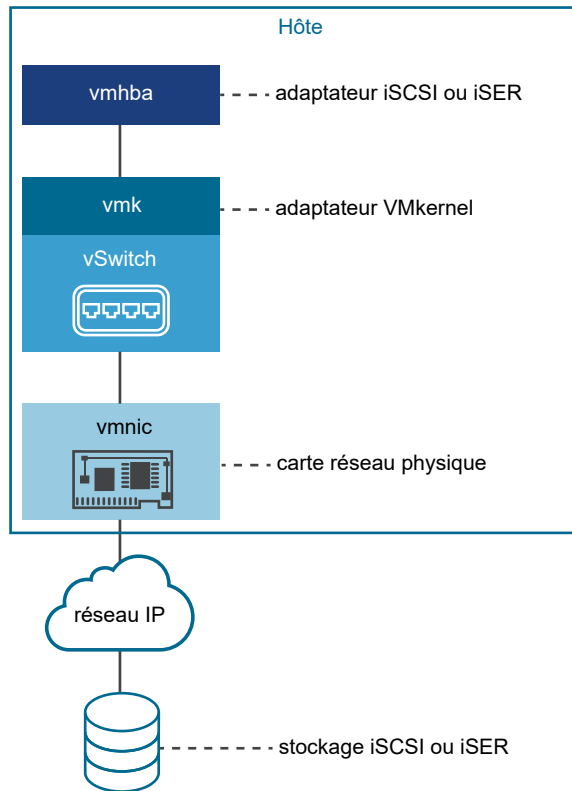 Hôte
vmhba
adaptateur iSCSI ou iSER
vmk
adaptateur VMkernel
vSwitch
vmnic
carte réseau physique
réseau IP
stockage iSCSI ou iSER